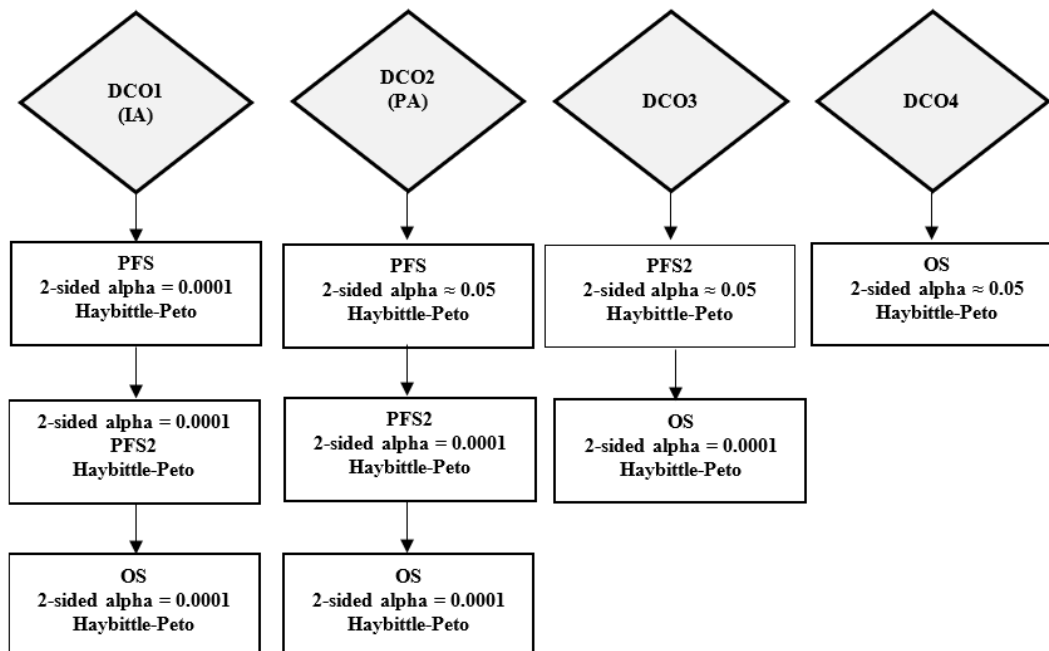 DCO1
(IA)
DCO2
(PA)
DCO3
DCO4
PFS
2-sided alpha = 0.0001
Haybittle-Peto
PFS
2-sided alpha ≈ 0.05
Haybittle-Peto
PFS2
2-sided alpha ≈ 0.05
Haybittle-Peto
OS
2-sided alpha ≈ 0.05
Haybittle-Peto
2-sided alpha = 0.0001
PFS2
Haybittle-Peto
PFS2
2-sided alpha = 0.0001
Haybittle-Peto
OS
2-sided alpha = 0.0001
Haybittle-Peto
OS
2-sided alpha = 0.0001
Haybittle-Peto
OS
2-sided alpha = 0.0001
Haybittle-Peto